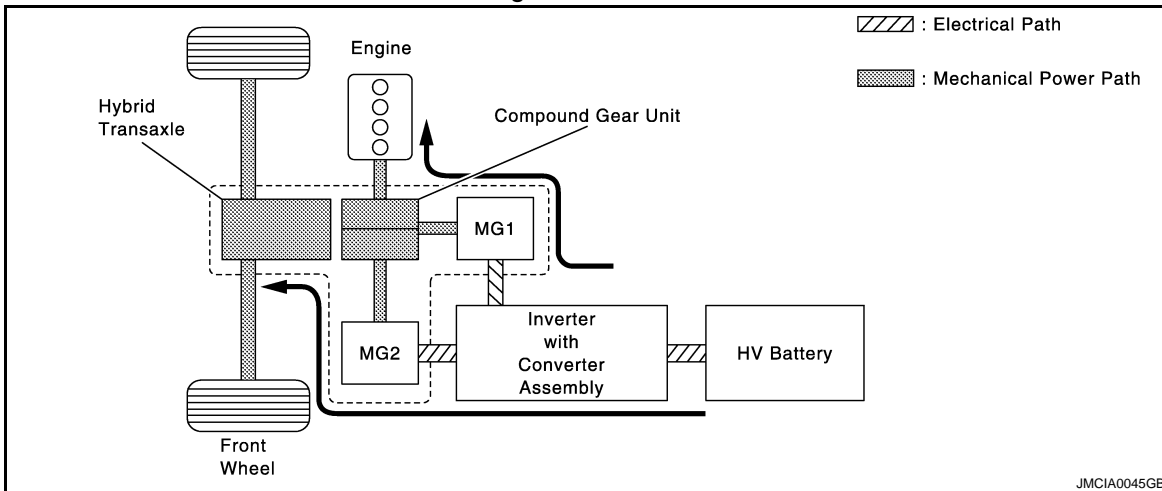 : Electrical Path
Engine
: Mechanical Power Path
Hybrid
Transaxle
Compound Gear Unit
MG1
Inverter
with
Converter
Assembly
MG2
HV Battery
Front
Wheel
JMCIA0045GB